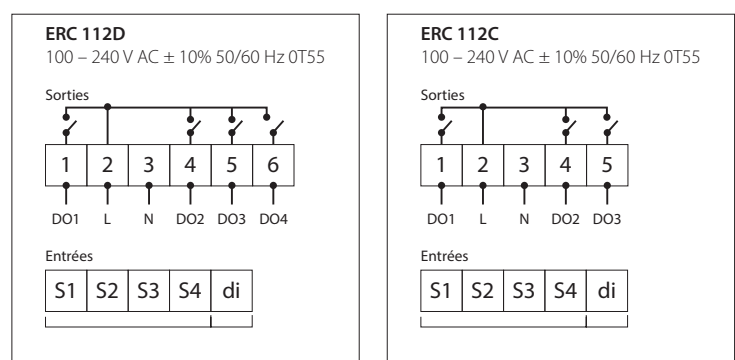 ERC 112D
100 – 240 V AC ± 10% 50/60 Hz 0T55
Sorties
1 2 3 4 5 6
DO1 L N DO2 DO3 DO4
Entrées
S1 S2 S3 S4 di
ERC 112C
100 – 240 V AC ± 10% 50/60 Hz 0T55
Sorties
1 2 3 4 5
DO1 L N DO2 DO3
Entrées
S1 S2 S3 S4 di